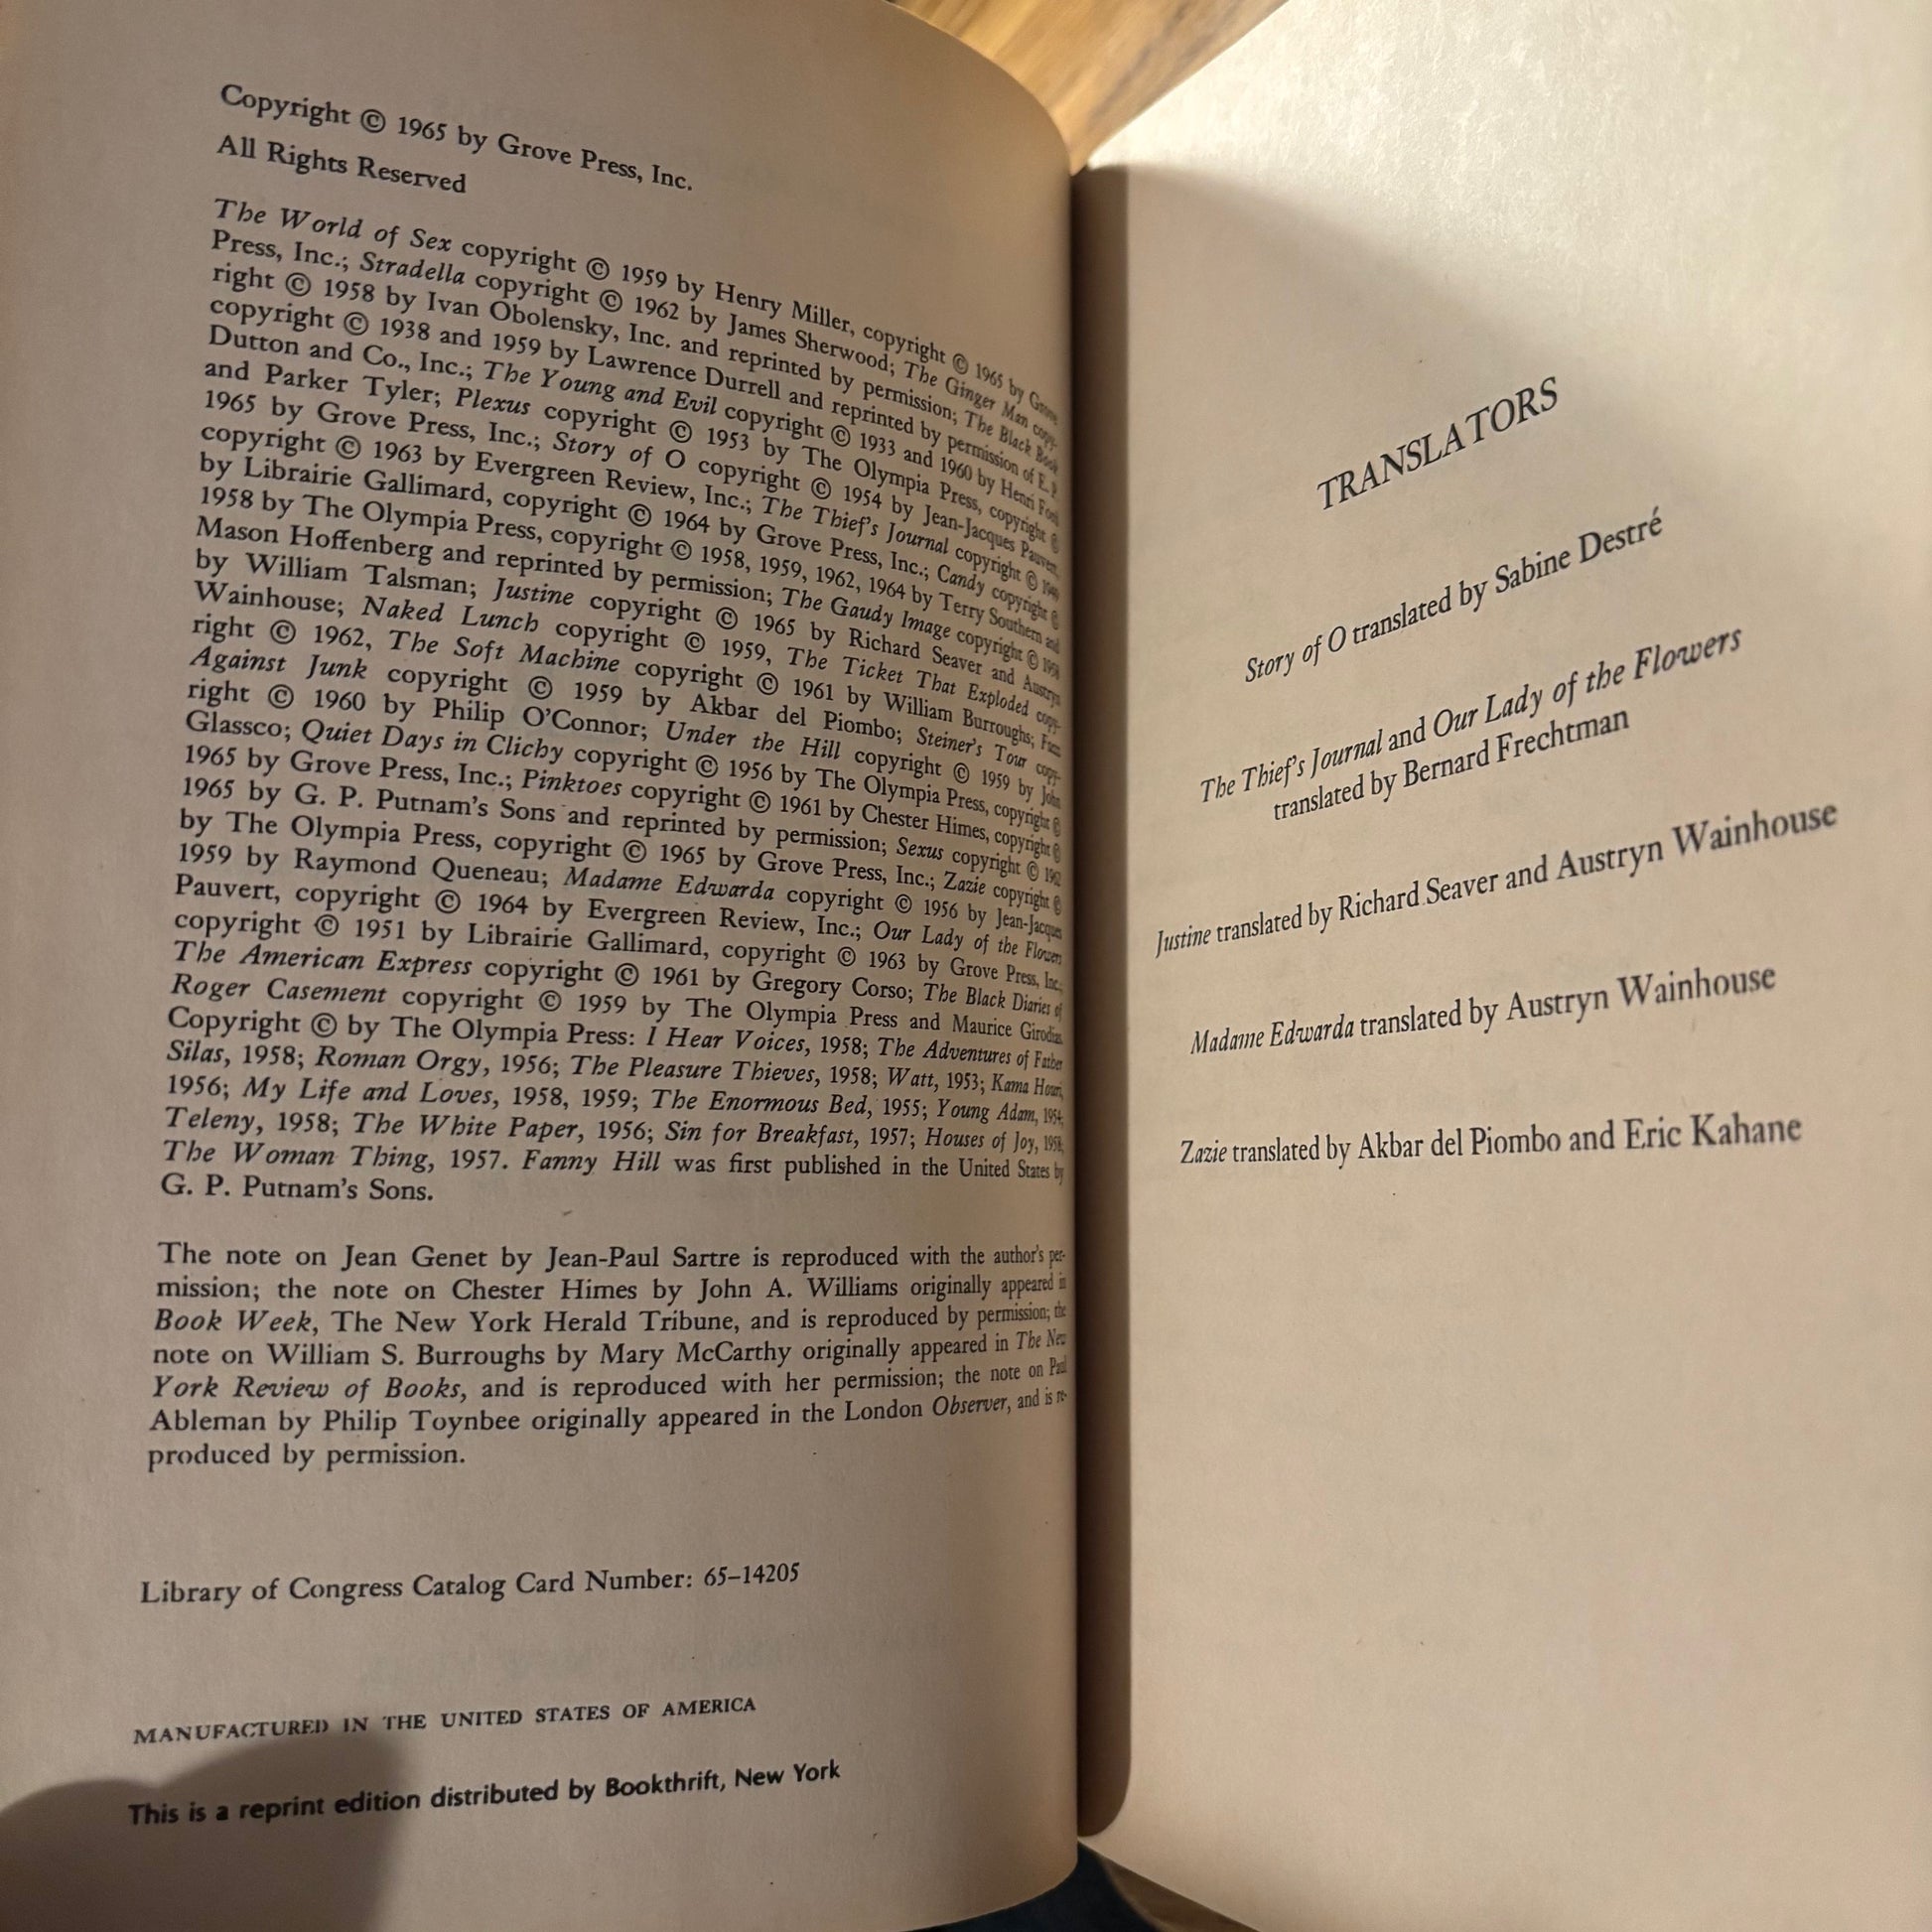 Copyright © 1965 by Grove Press, Inc.
All Rights Reserved
The World of Sex copyright © 1959 by Henry Miller, copyright © 1965 by Grove
Press, Inc.; Stradella copyright © 1962 by James Sherwood; The Ginger Man copy-
right © 1958 by Ivan Obolensky, Inc. and reprinted by permission; The Black Book
copyright © 1938 and 1959 by Lawrence Durrell and reprinted by permission of E. P.
Dutton and Co., Inc.; The Young and Evil copyright © 1933 and 1960 by Henri Ford
and Parker Tyler; Plexus copyright © 1953 by The Olympia Press, copyright ©
1965 by Grove Press, Inc.; Story of O copyright © 1954 by Jean-Jacques Pauvert,
copyright © 1963 by Evergreen Review, Inc.; The Thief's Journal copyright © 1949
by Librairie Gallimard, copyright © 1964 by Grove Press, Inc.; Candy copyright ©
1958 by The Olympia Press, copyright © 1958, 1959, 1962, 1964 by Terry Southern and
Mason Hoffenberg and reprinted by permission; The Gaudy Image copyright © 1958
by William Talsman; Justine copyright © 1965 by Richard Seaver and Austryn
Wainhouse; Naked Lunch copyright © 1959, The Ticket That Exploded copy-
right © 1962, The Soft Machine copyright © 1961 by William Burroughs; Fuzz
Against Junk copyright © 1959 by Akbar del Piombo; Steiner's Tour copy-
right © 1960 by Philip O'Connor; Under the Hill copyright © 1959 by John
Glassco; Quiet Days in Clichy copyright © 1956 by The Olympia Press, copyright ©
1965 by Grove Press, Inc.; Pinktoes copyright © 1961 by Chester Himes, copyright ©
1965 by G. P. Putnam's Sons and reprinted by permission; Sexus copyright © 1962
by The Olympia Press, copyright © 1965 by Grove Press, Inc.; Zazie copyright ©
1959 by Raymond Queneau; Madame Edwarda copyright © 1956 by Jean-Jacques
Pauvert, copyright © 1964 by Evergreen Review, Inc.; Our Lady of the Flowers
copyright © 1951 by Librairie Gallimard, copyright © 1963 by Grove Press, Inc.;
The American Express copyright © 1961 by Gregory Corso; The Black Diaries of
Roger Casement copyright © 1959 by The Olympia Press and Maurice Girodias.
Copyright © by The Olympia Press: I Hear Voices, 1958; The Adventures of Father
Silas, 1958; Roman Orgy, 1956; The Pleasure Thieves, 1958; Watt, 1953; Kama Houri,
1956; My Life and Loves, 1958, 1959; The Enormous Bed, 1955; Young Adam, 1954;
Teleny, 1958; The White Paper, 1956; Sin for Breakfast, 1957; Houses of Joy, 1958;
The Woman Thing, 1957. Fanny Hill was first published in the United States by
G. P. Putnam's Sons.
The note on Jean Genet by Jean-Paul Sartre is reproduced with the author's per-
mission; the note on Chester Himes by John A. Williams originally appeared in
Book Week, The New York Herald Tribune, and is reproduced by permission; the
note on William S. Burroughs by Mary McCarthy originally appeared in The New
York Review of Books, and is reproduced with her permission; the note on Paul
Ableman by Philip Toynbee originally appeared in the London Observer, and is re-
produced by permission.
Library of Congress Catalog Card Number: 65–14205
MANUFACTURED IN THE UNITED STATES OF AMERICA
This is a reprint edition distributed by Bookthrift, New York
TRANSLATORS
Story of O translated by Sabine Destré
The Thief's Journal and Our Lady of the Flowers
translated by Bernard Frechtman
Justine translated by Richard Seaver and Austryn Wainhouse
Madame Edwarda translated by Austryn Wainhouse
Zazie translated by Akbar del Piombo and Eric Kahane